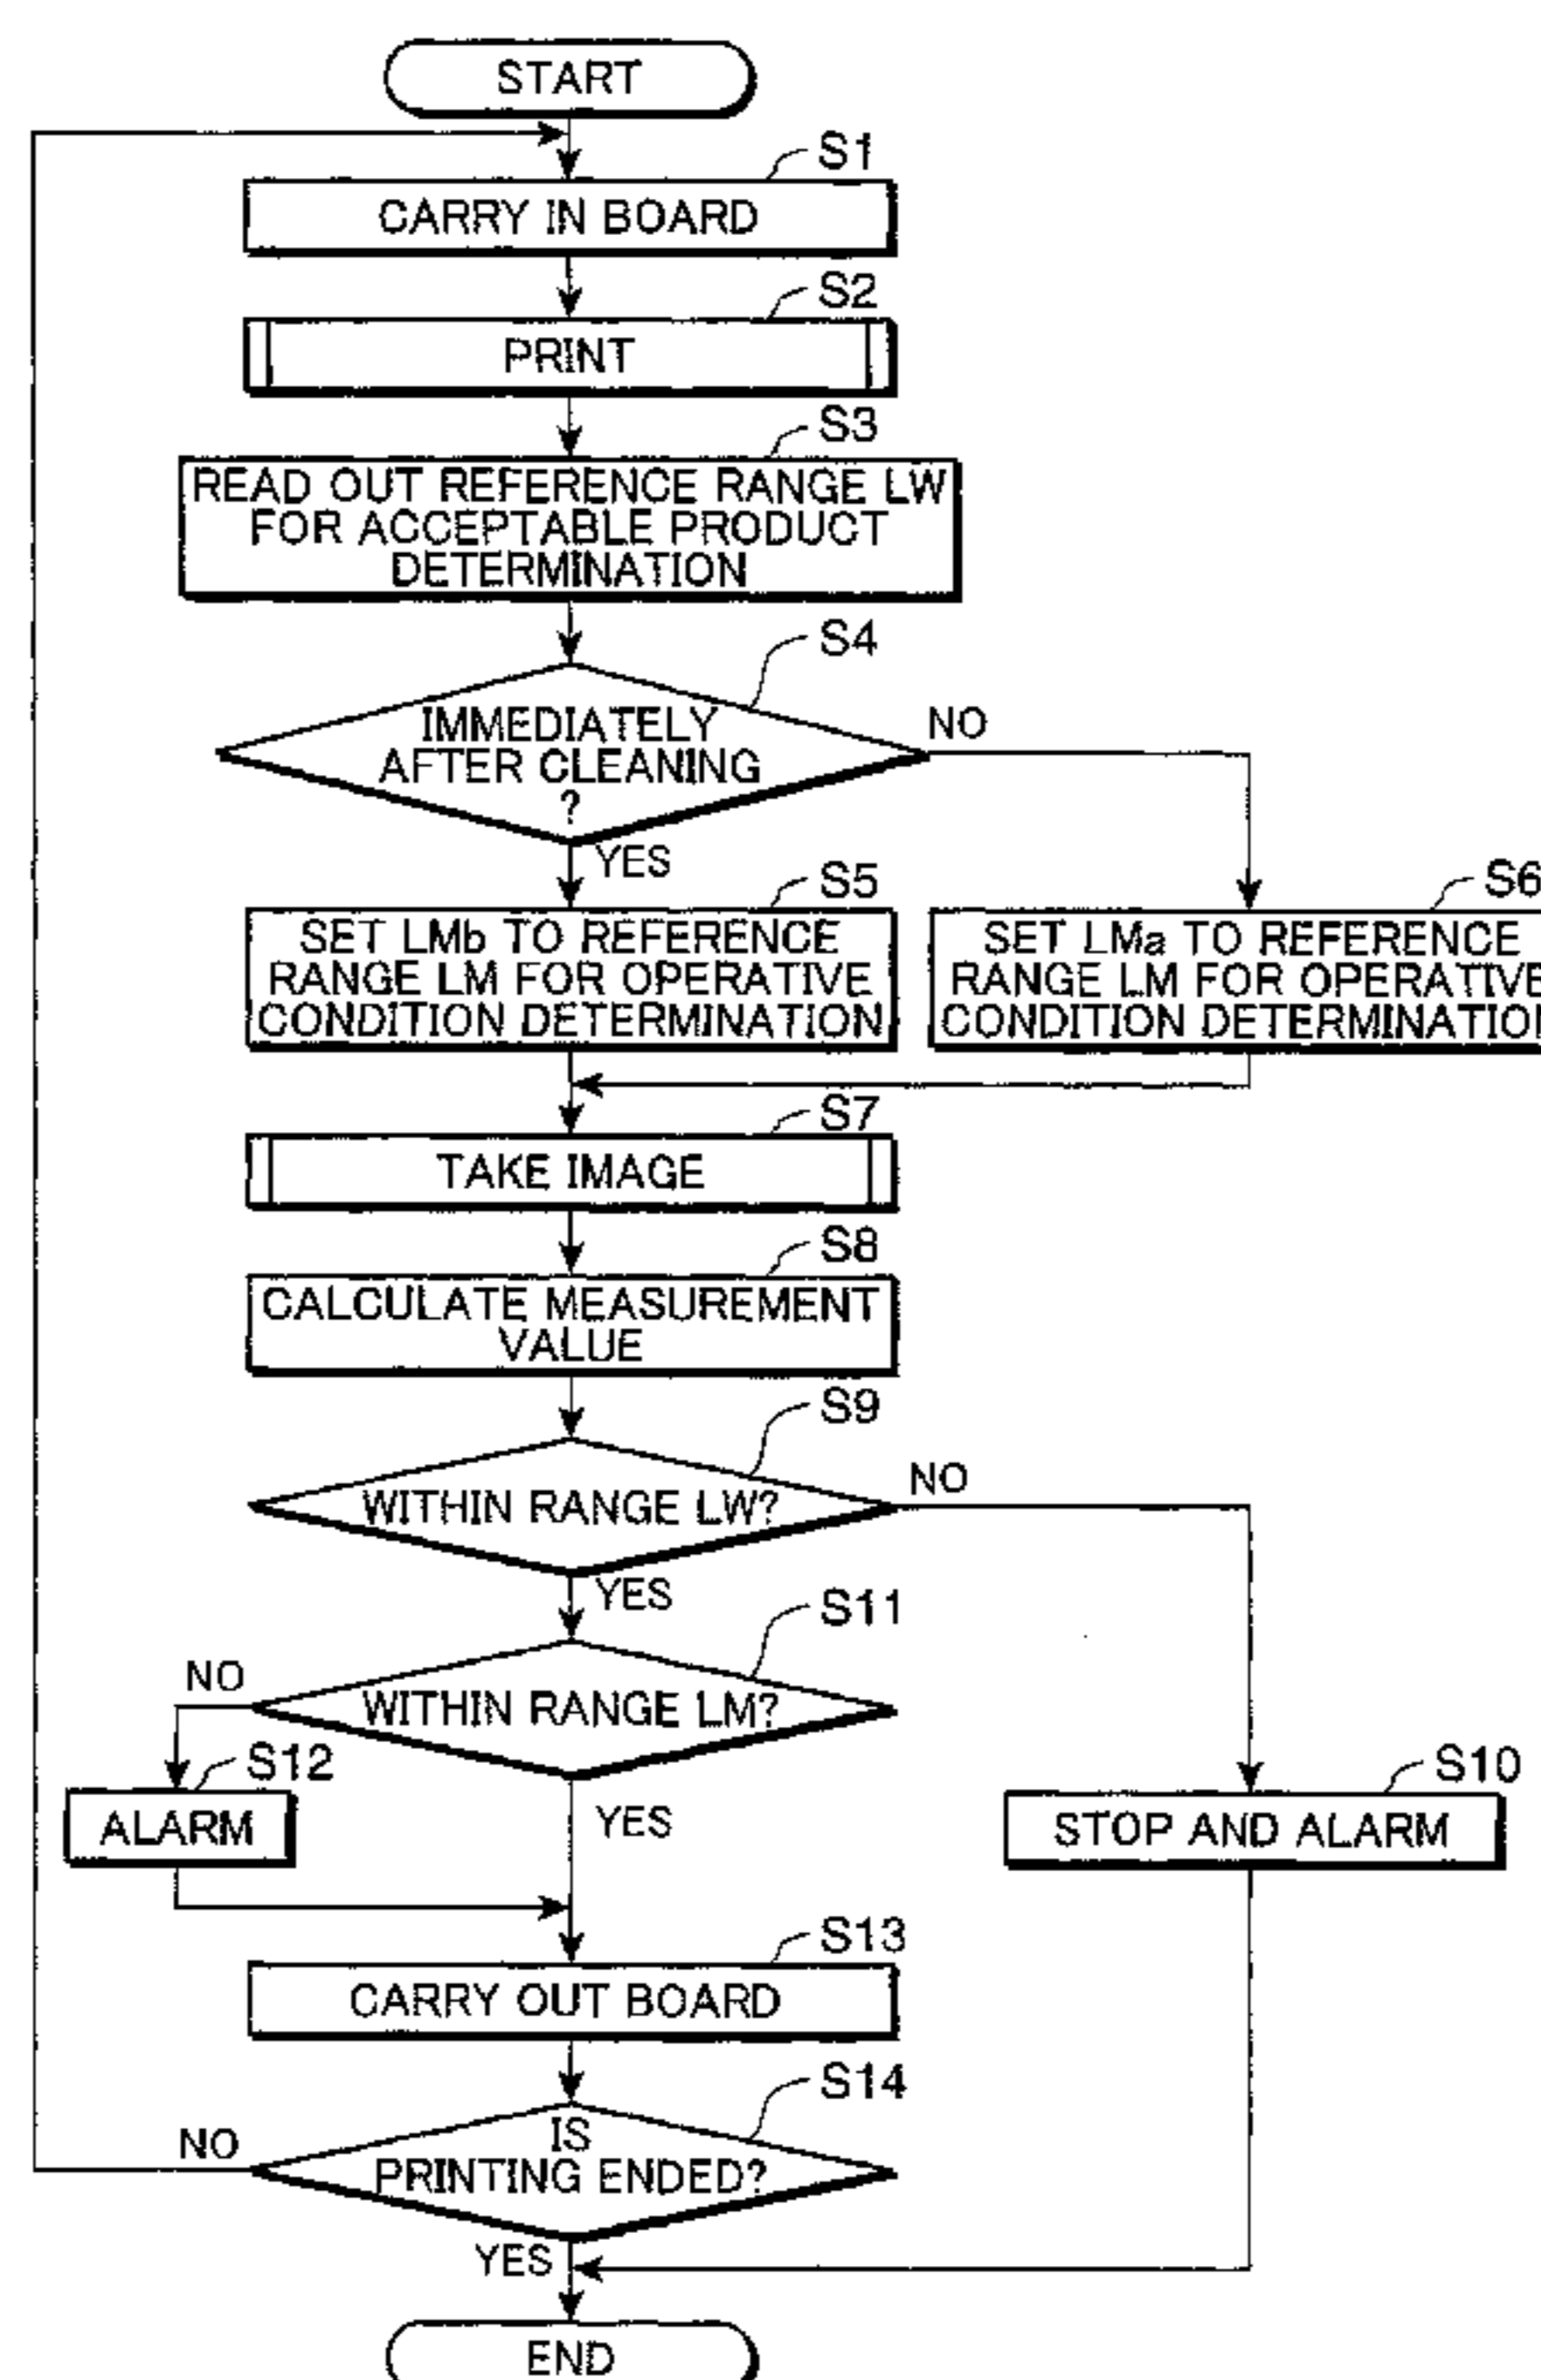 START
S1
CARRY IN BOARD
S2
PRINT
S3
READ OUT REFERENCE RANGE LW
FOR ACCEPTABLE PRODUCT
DETERMINATION
S4
IMMEDIATELY
AFTER CLEANING
?
NO
YES
S5
SET LMb TO REFERENCE
RANGE LM FOR OPERATIVE
CONDITION DETERMINATION
S6
SET LMa TO REFERENCE
RANGE LM FOR OPERATIVE
CONDITION DETERMINATION
S7
TAKE IMAGE
S8
CALCULATE MEASUREMENT
VALUE
S9
WITHIN RANGE LW?
NO
YES
S11
WITHIN RANGE LM?
NO
YES
S12
ALARM
S10
STOP AND ALARM
S13
CARRY OUT BOARD
S14
IS
PRINTING ENDED?
NO
YES
END